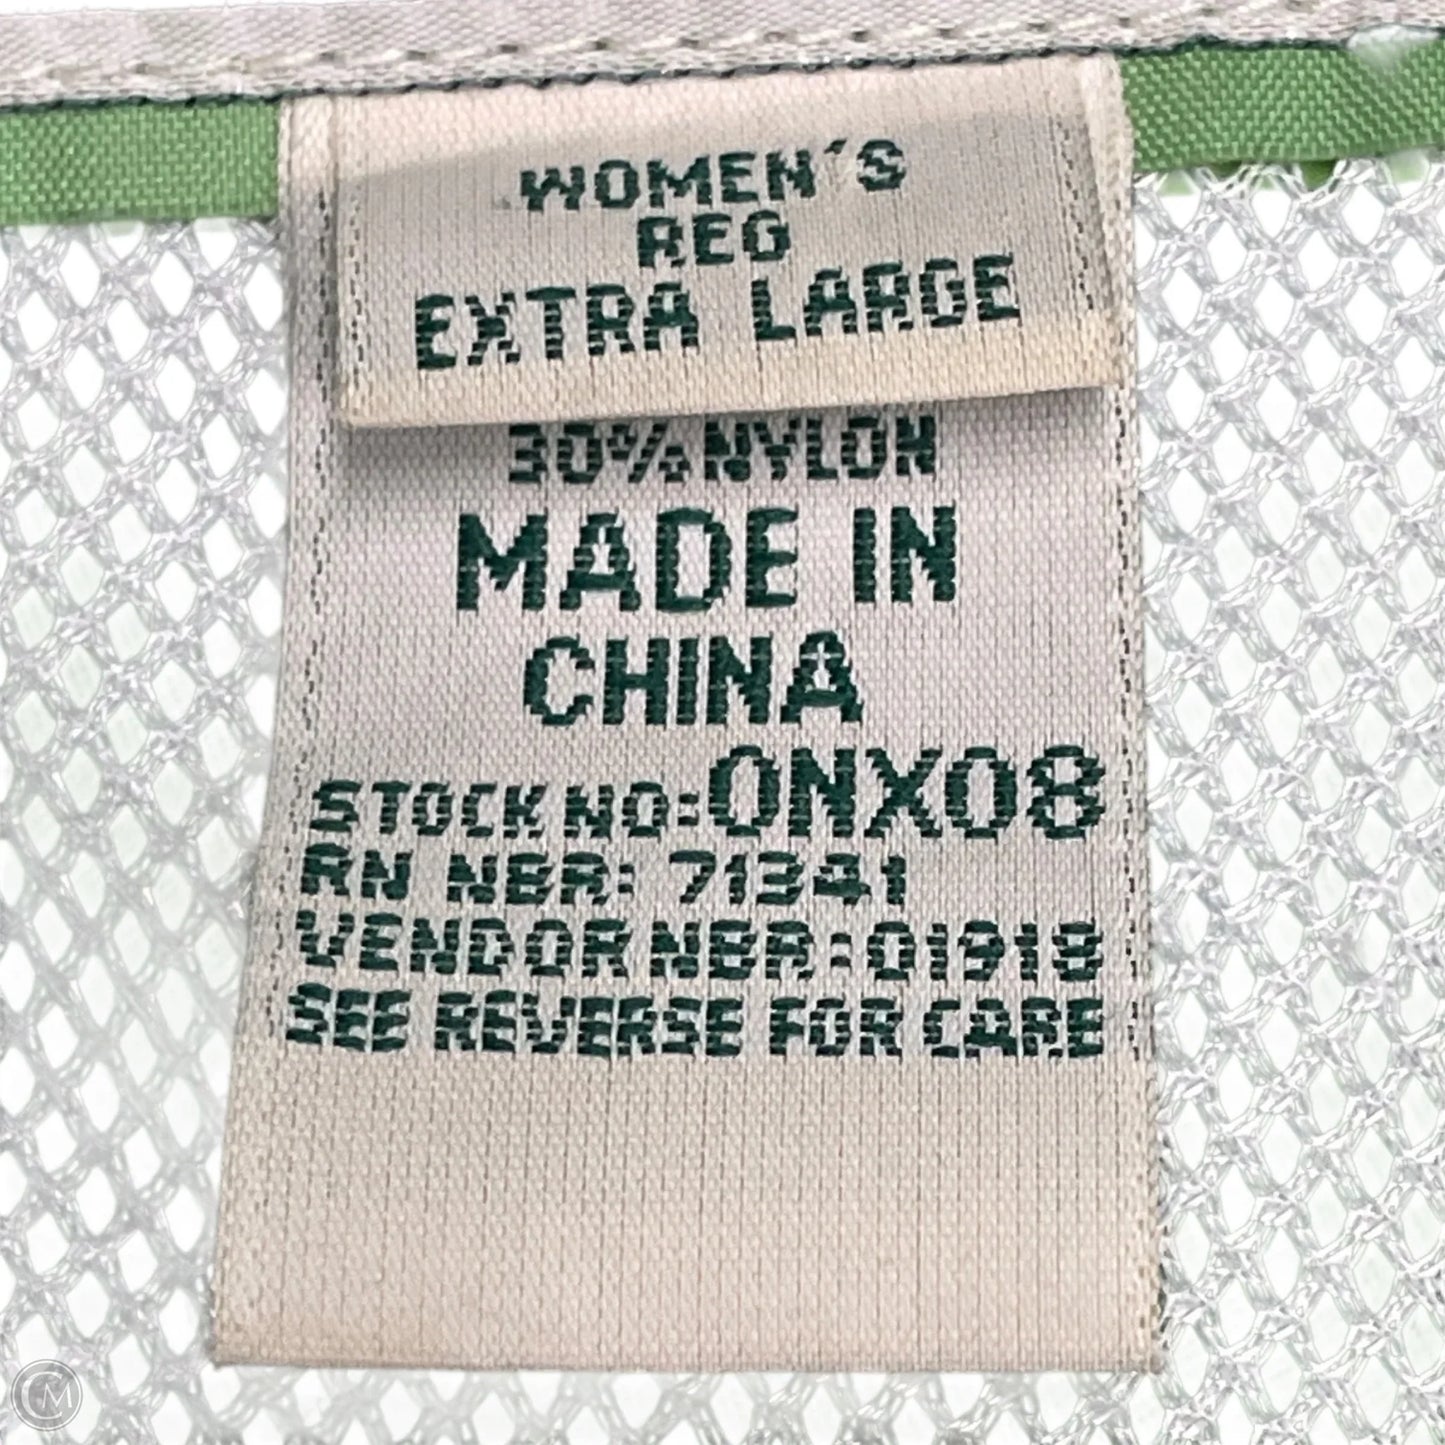 WOMEN'S
REG
EXTRA LARGE
30% NYLON
MADE IN
CHINA
STOCK NO: 0NX08
RN NBR: 71341
VENDOR NBR: 01918
SEE REVERSE FOR CARE
CM